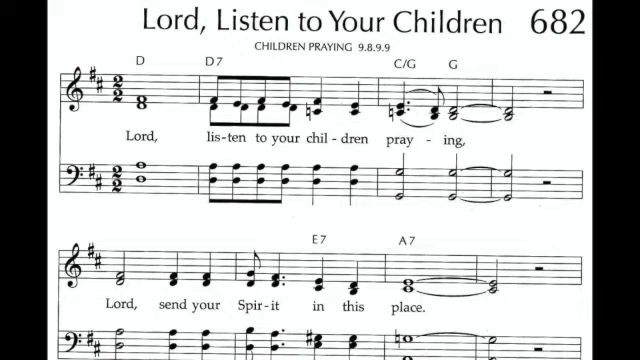 Lord, Listen to Your Children 682
CHILDREN PRAYING 9.8.9.9
D D7 C/G G
Lord, lis-ten to your chil-dren pray - ing,
E7 A7
Lord, send your Spir-it in this place.